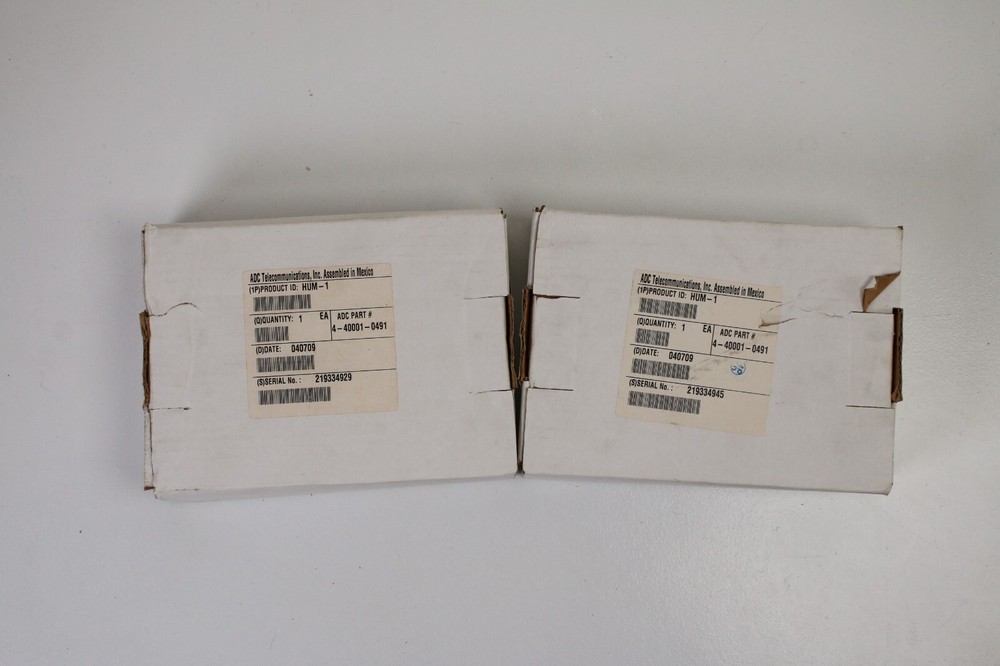 ADC Telecommunications, Inc. Assembled in Mexico
(1P)PRODUCT ID: HUM-1
(Q)QUANTITY: 1 EA
ADC PART #
4-40001-0491
(D)DATE: 040709
(S)SERIAL No.: 219334929
ADC Telecommunications, Inc. Assembled in Mexico
(1P)PRODUCT ID: HUM-1
(Q)QUANTITY: 1 EA
ADC PART #
4-40001-0491
(D)DATE: 040709
(S)SERIAL No.: 219334945